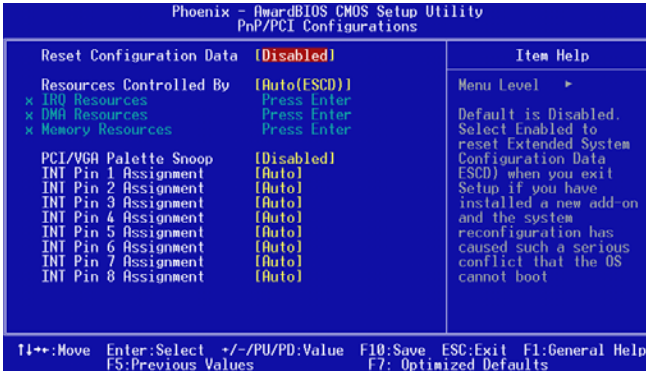 Phoenix - AwardBIOS CMOS Setup Utility
PnP/PCI Configurations
Reset Configuration Data [Disabled]
Resources Controlled By [Auto(ESCD)]
x IRQ Resources Press Enter
x DMA Resources Press Enter
x Memory Resources Press Enter
PCI/VGA Palette Snoop [Disabled]
INT Pin 1 Assignment [Auto]
INT Pin 2 Assignment [Auto]
INT Pin 3 Assignment [Auto]
INT Pin 4 Assignment [Auto]
INT Pin 5 Assignment [Auto]
INT Pin 6 Assignment [Auto]
INT Pin 7 Assignment [Auto]
INT Pin 8 Assignment [Auto]
Item Help
Menu Level ►
Default is Disabled.
Select Enabled to
reset Extended System
Configuration Data
ESCD) when you exit
Setup if you have
installed a new add-on
and the system
reconfiguration has
caused such a serious
conflict that the OS
cannot boot
↑↓→←:Move Enter:Select +/-/PU/PD:Value F10:Save ESC:Exit F1:General Help
F5:Previous Values F7: Optimized Defaults